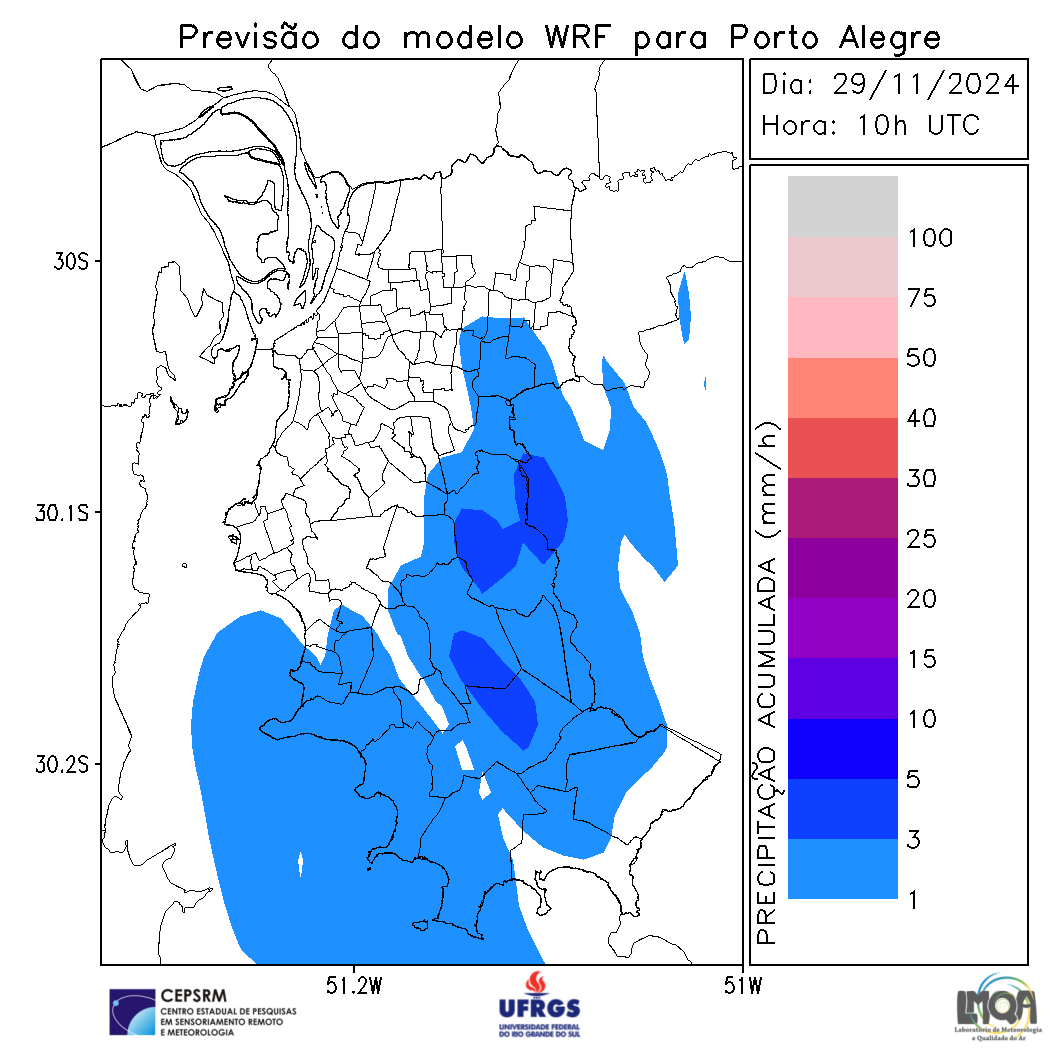 Previsão do modelo WRF para Porto Alegre
Dia: 29/11/2024
Hora: 10h UTC
100
75
50
40
30
25
20
15
10
5
3
1
PRECIPITAÇÃO ACUMULADA (mm/h)
30S
30.1S
30.2S
51.2W
51W
CEPSRM
CENTRO ESTADUAL DE PESQUISAS
EM SENSORIAMENTO REMOTO
E METEOROLOGIA
UFRGS
UNIVERSIDADE FEDERAL
DO RIO GRANDE DO SUL
LMQA
Laboratório de Meteorologia
e Qualidade do Ar